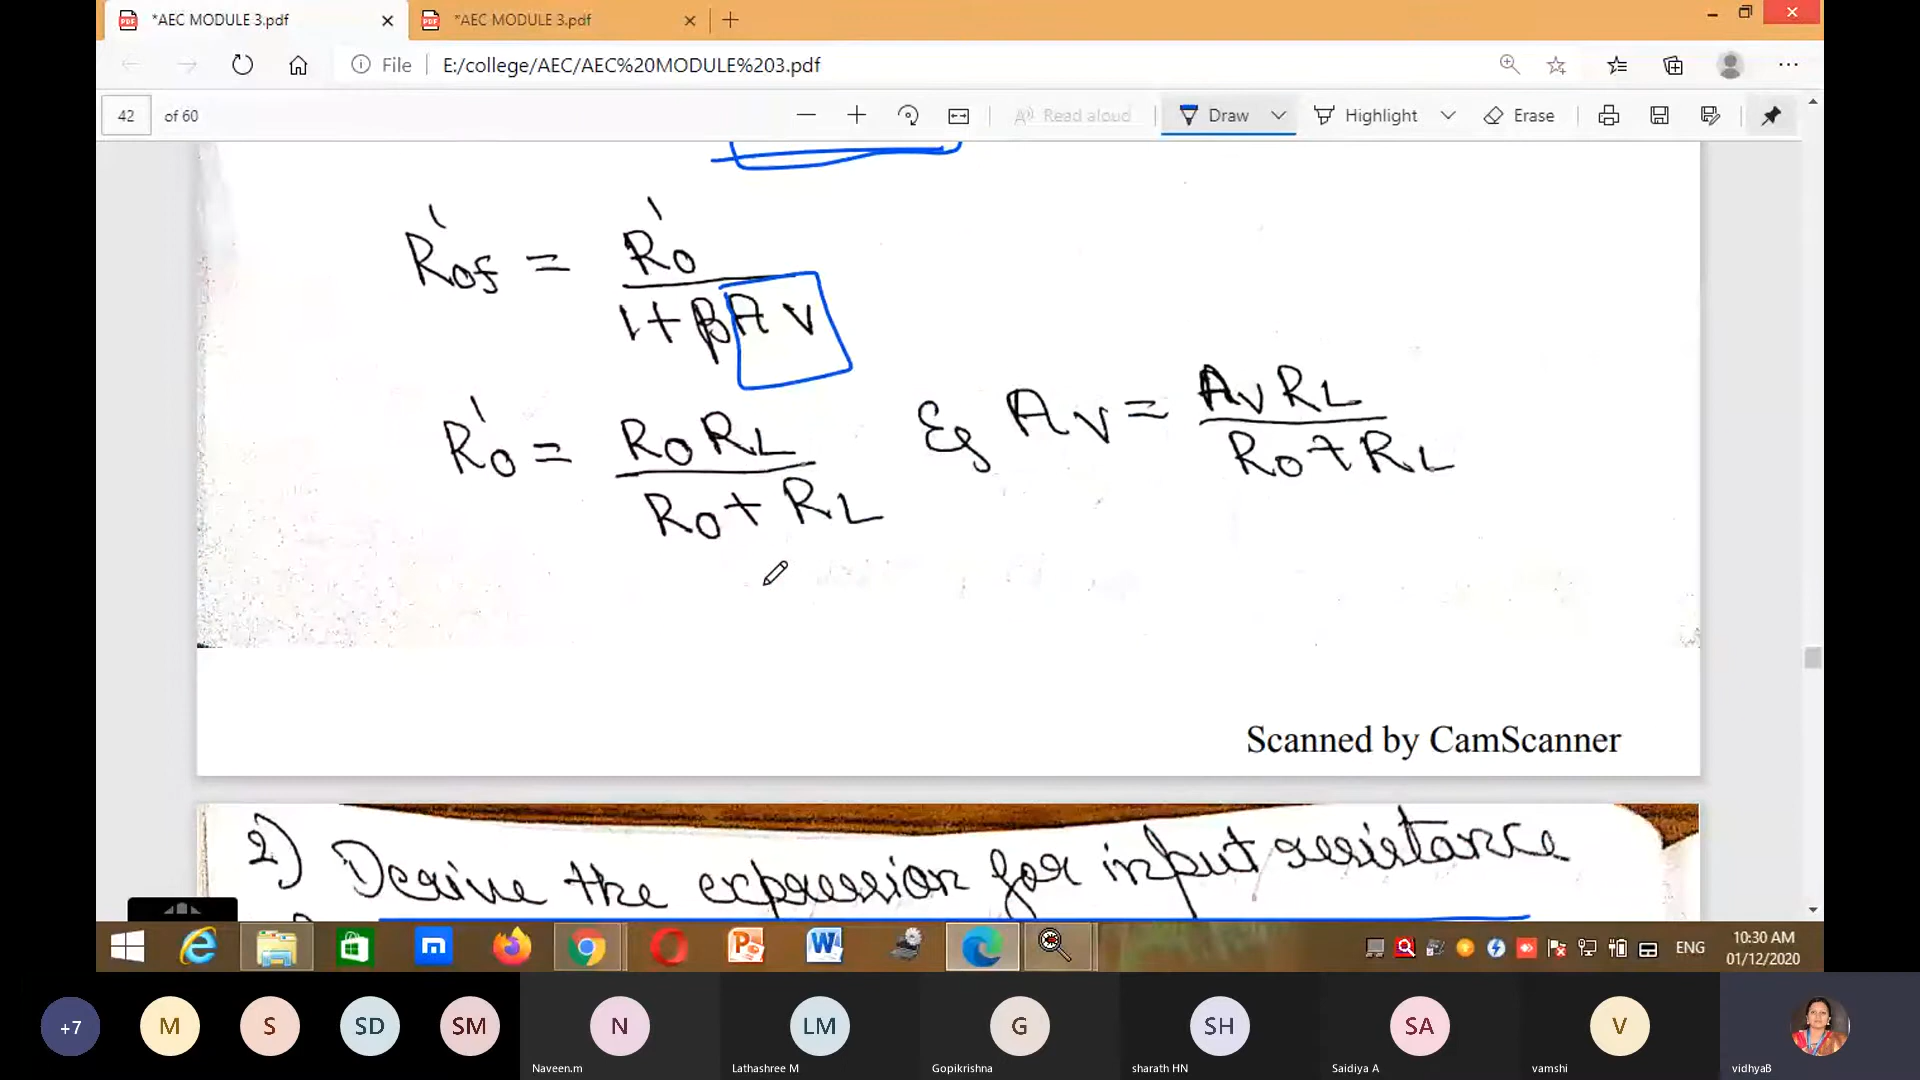 *AEC MODULE 3.pdf
*AEC MODULE 3.pdf
File
E:/college/AEC/AEC%20MODULE%203.pdf
42 of 60
Read aloud
Draw
Highlight
Erase
R'of = R'o / 1+βAv
R'o = RoRL / Ro+RL & Av = AvRL / Ro+RL
Scanned by CamScanner
2) Derive the expression for input resistance
ENG
10:30 AM
01/12/2020
+7
M
S
SD
SM
N
LM
G
SH
SA
V
Naveen.m
Lathashree M
Gopikrishna
sharath HN
Saidiya A
vamshi
vidhyaB